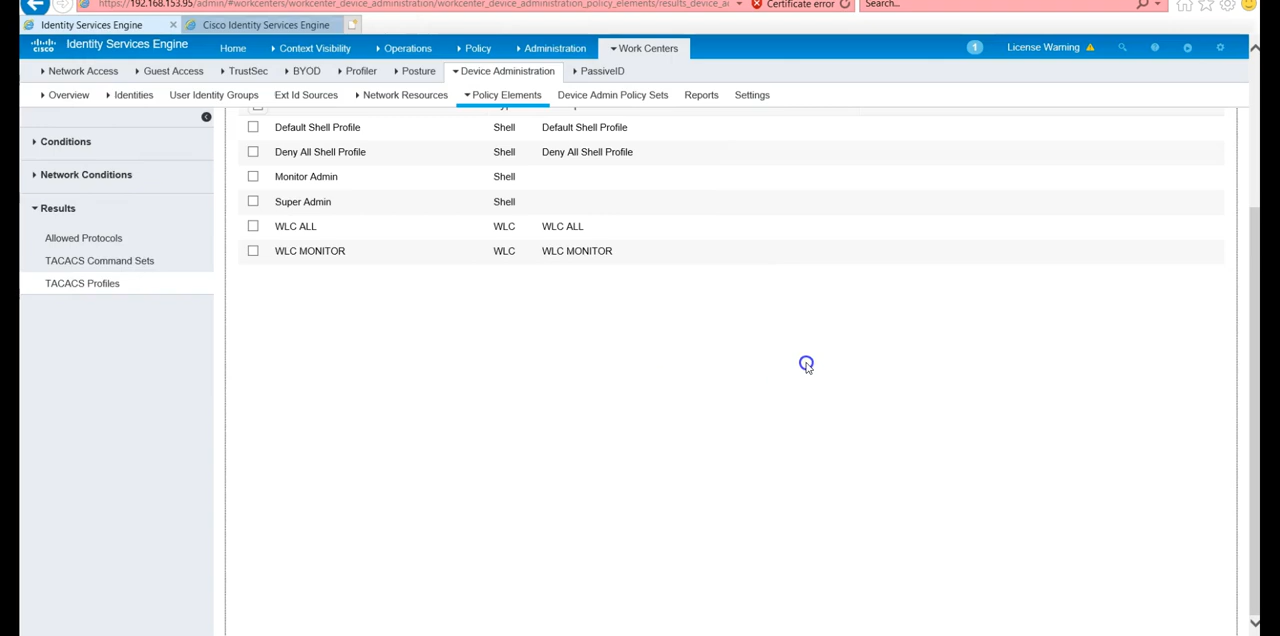 https://192.168.153.95/admin/#workcenters/workcenter_device_administration/workcenter_device_administration_policy_elements/results_device_ad Certificate error Search...
Identity Services Engine Cisco Identity Services Engine
CISCO Identity Services Engine Home Context Visibility Operations Policy Administration Work Centers 1 License Warning
Network Access Guest Access TrustSec BYOD Profiler Posture Device Administration PassiveID
Overview Identities User Identity Groups Ext Id Sources Network Resources Policy Elements Device Admin Policy Sets Reports Settings
Conditions
Network Conditions
Results
Allowed Protocols
TACACS Command Sets
TACACS Profiles
Default Shell Profile Shell Default Shell Profile
Deny All Shell Profile Shell Deny All Shell Profile
Monitor Admin Shell
Super Admin Shell
WLC ALL WLC WLC ALL
WLC MONITOR WLC WLC MONITOR